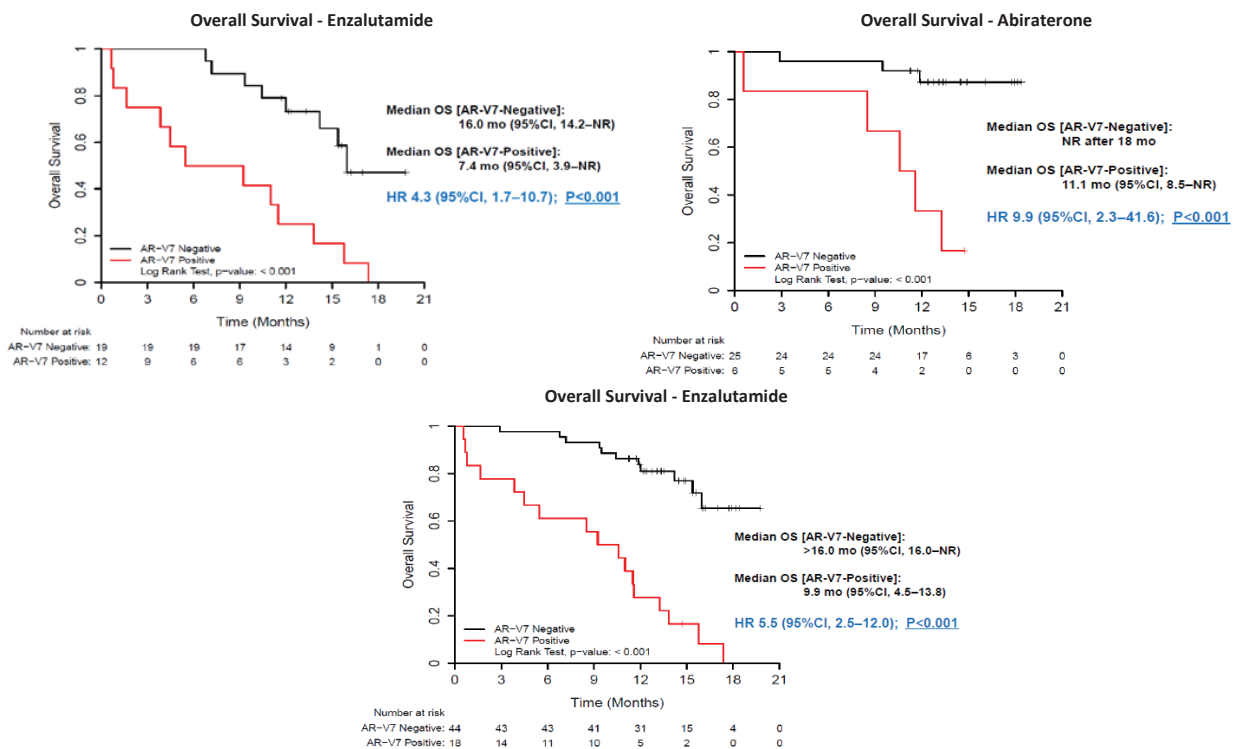 Overall Survival - Enzalutamide
1
0.8
0.6
0.4
0.2
0
Overall Survival
Median OS [AR-V7-Negative]:
16.0 mo (95%CI, 14.2–NR)
Median OS [AR-V7-Positive]:
7.4 mo (95%CI, 3.9–NR)
HR 4.3 (95%CI, 1.7–10.7); P<0.001
AR−V7 Negative
AR−V7 Positive
Log Rank Test, p−value: < 0.001
0 3 6 9 12 15 18 21
Time (Months)
Number at risk
AR−V7 Negative: 19 19 19 17 14 9 1 0
AR−V7 Positive: 12 9 6 6 3 2 0 0
Overall Survival - Abiraterone
1
0.8
0.6
0.4
0.2
0
Overall Survival
Median OS [AR-V7-Negative]:
NR after 18 mo
Median OS [AR-V7-Positive]:
11.1 mo (95%CI, 8.5–NR)
HR 9.9 (95%CI, 2.3–41.6); P<0.001
AR−V7 Negative
AR−V7 Positive
Log Rank Test, p−value: < 0.001
0 3 6 9 12 15 18 21
Time (Months)
Number at risk
AR−V7 Negative: 25 24 24 24 17 6 3 0
AR−V7 Positive: 6 5 5 4 2 0 0 0
Overall Survival - Enzalutamide
1
0.8
0.6
0.4
0.2
0
Overall Survival
Median OS [AR-V7-Negative]:
>16.0 mo (95%CI, 16.0–NR)
Median OS [AR-V7-Positive]:
9.9 mo (95%CI, 4.5–13.8)
HR 5.5 (95%CI, 2.5–12.0); P<0.001
AR−V7 Negative
AR−V7 Positive
Log Rank Test, p−value: < 0.001
0 3 6 9 12 15 18 21
Time (Months)
Number at risk
AR−V7 Negative: 44 43 43 41 31 15 4 0
AR−V7 Positive: 18 14 11 10 5 2 0 0